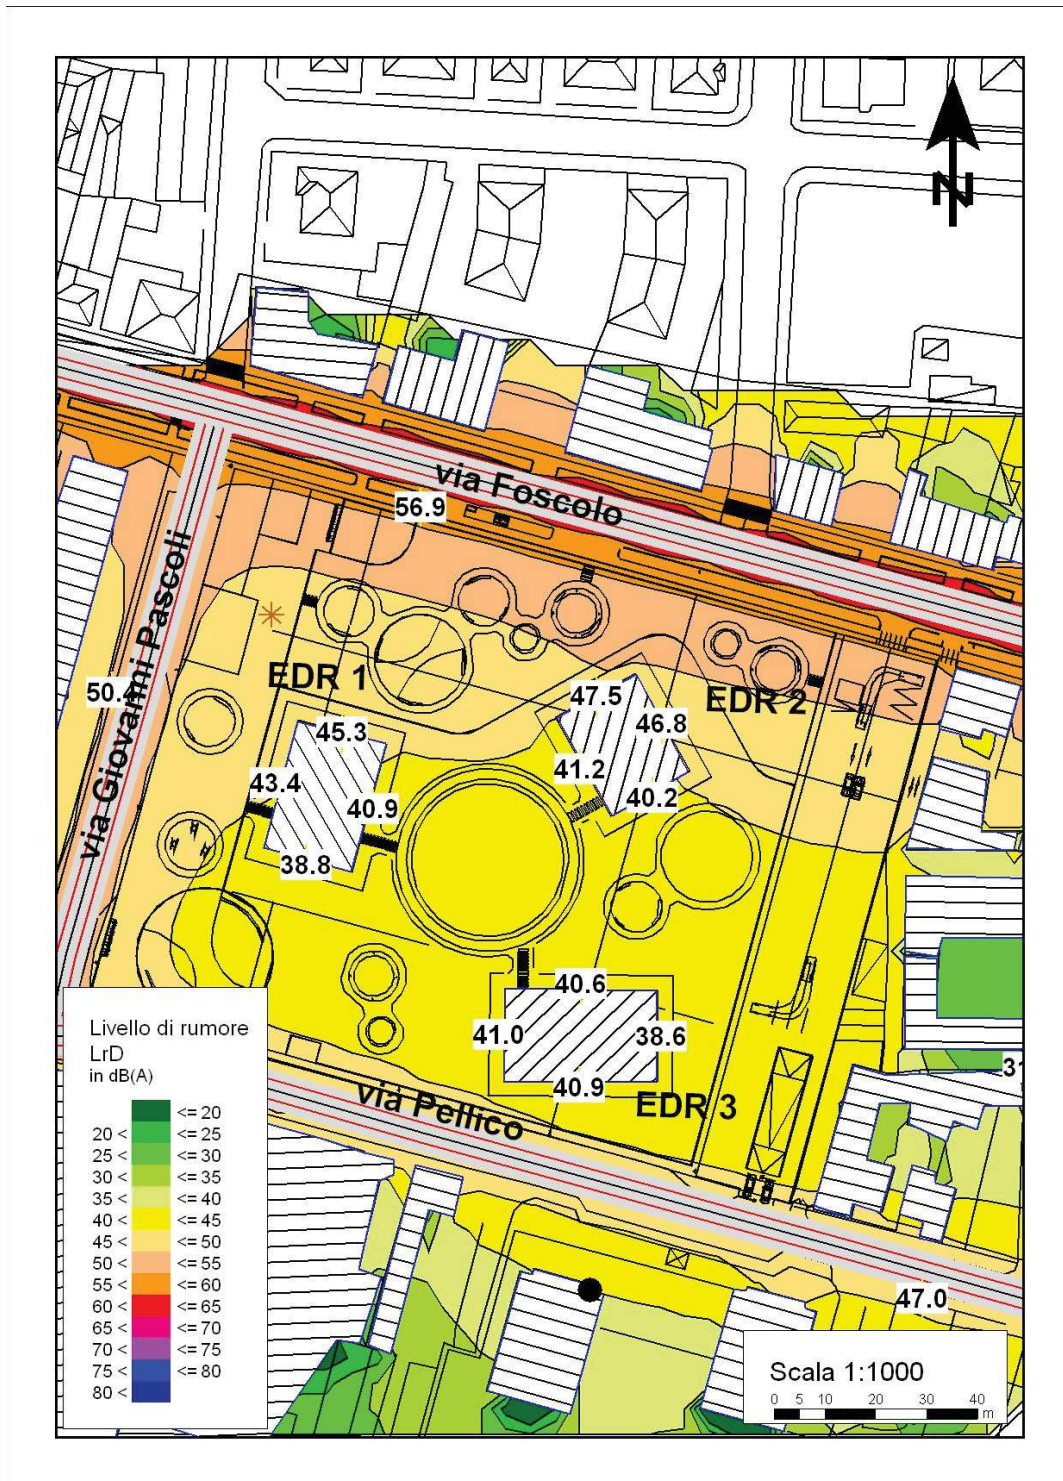 N
via Foscolo
56.9
via Giovanni Pascoli
EDR 1
50.4
47.5
EDR 2
46.8
45.3
41.2
43.4
40.9
40.2
38.8
40.6
41.0
38.6
40.9
EDR 3
31
via Pellico
47.0
Livello di rumore
LrD
in dB(A)
<= 20
20 < <= 25
25 < <= 30
30 < <= 35
35 < <= 40
40 < <= 45
45 < <= 50
50 < <= 55
55 < <= 60
60 < <= 65
65 < <= 70
70 < <= 75
75 < <= 80
80 <
Scala 1:1000
0 5 10 20 30 40
m